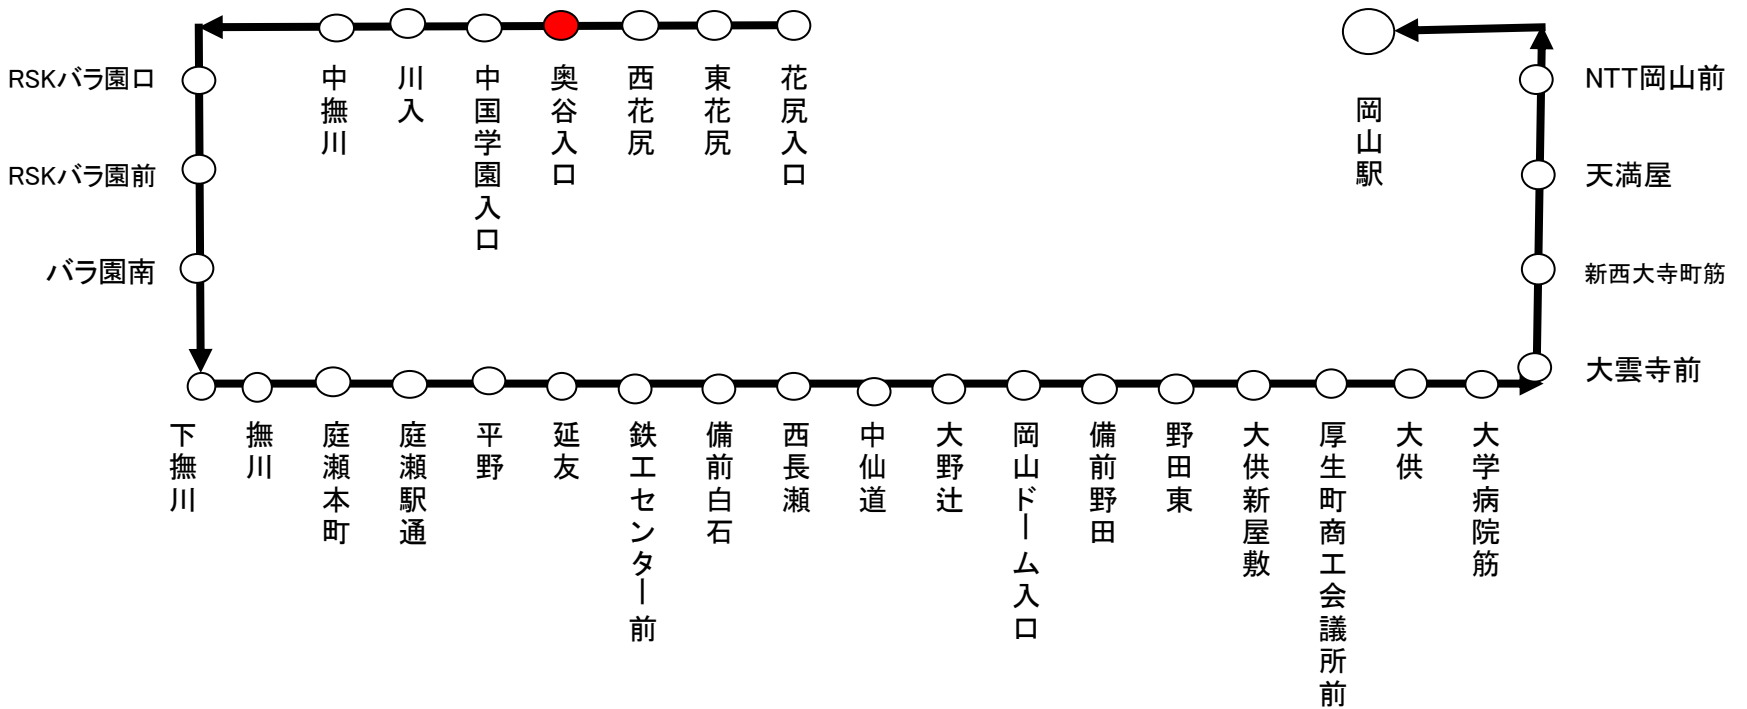 花尻入口
東花尻
西花尻
奥谷入口
中国学園入口
川入
中撫川
RSKバラ園口
RSKバラ園前
バラ園南
下撫川
撫川
庭瀬本町
庭瀬駅通
平野
延友
鉄工センター前
備前白石
西長瀬
中仙道
大野辻
岡山ドーム入口
備前野田
野田東
大供新屋敷
厚生町商工会議所前
大供
大学病院筋
大雲寺前
新西大寺町筋
天満屋
NTT岡山前
岡山駅